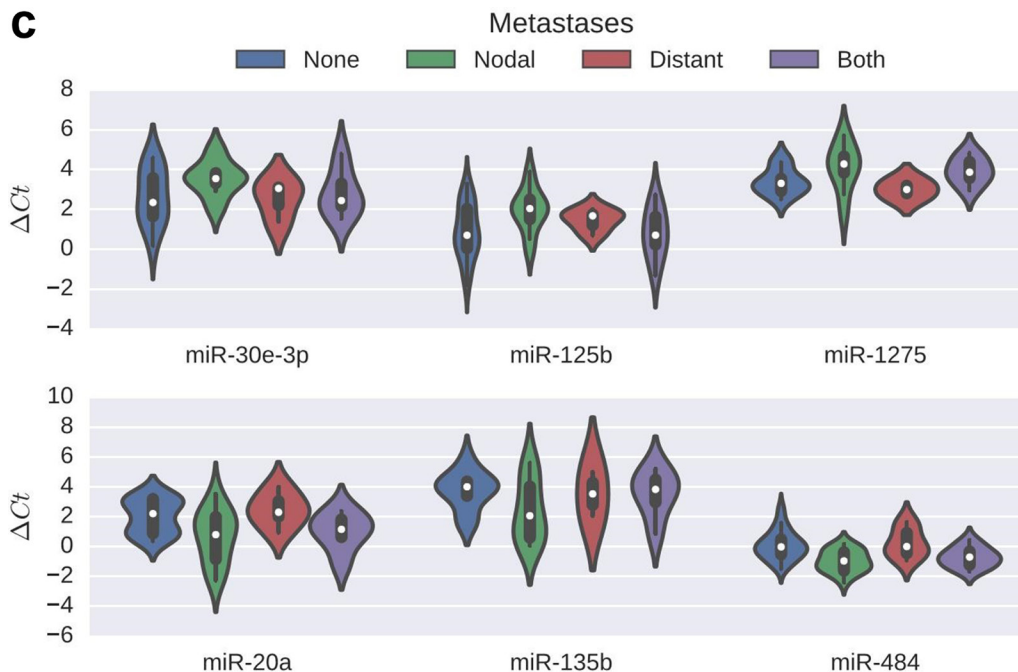 c
Metastases
None Nodal Distant Both
8
6
4
2
0
−2
−4
ΔCt
miR-30e-3p miR-125b miR-1275
10
8
6
4
2
0
−2
−4
−6
ΔCt
miR-20a miR-135b miR-484